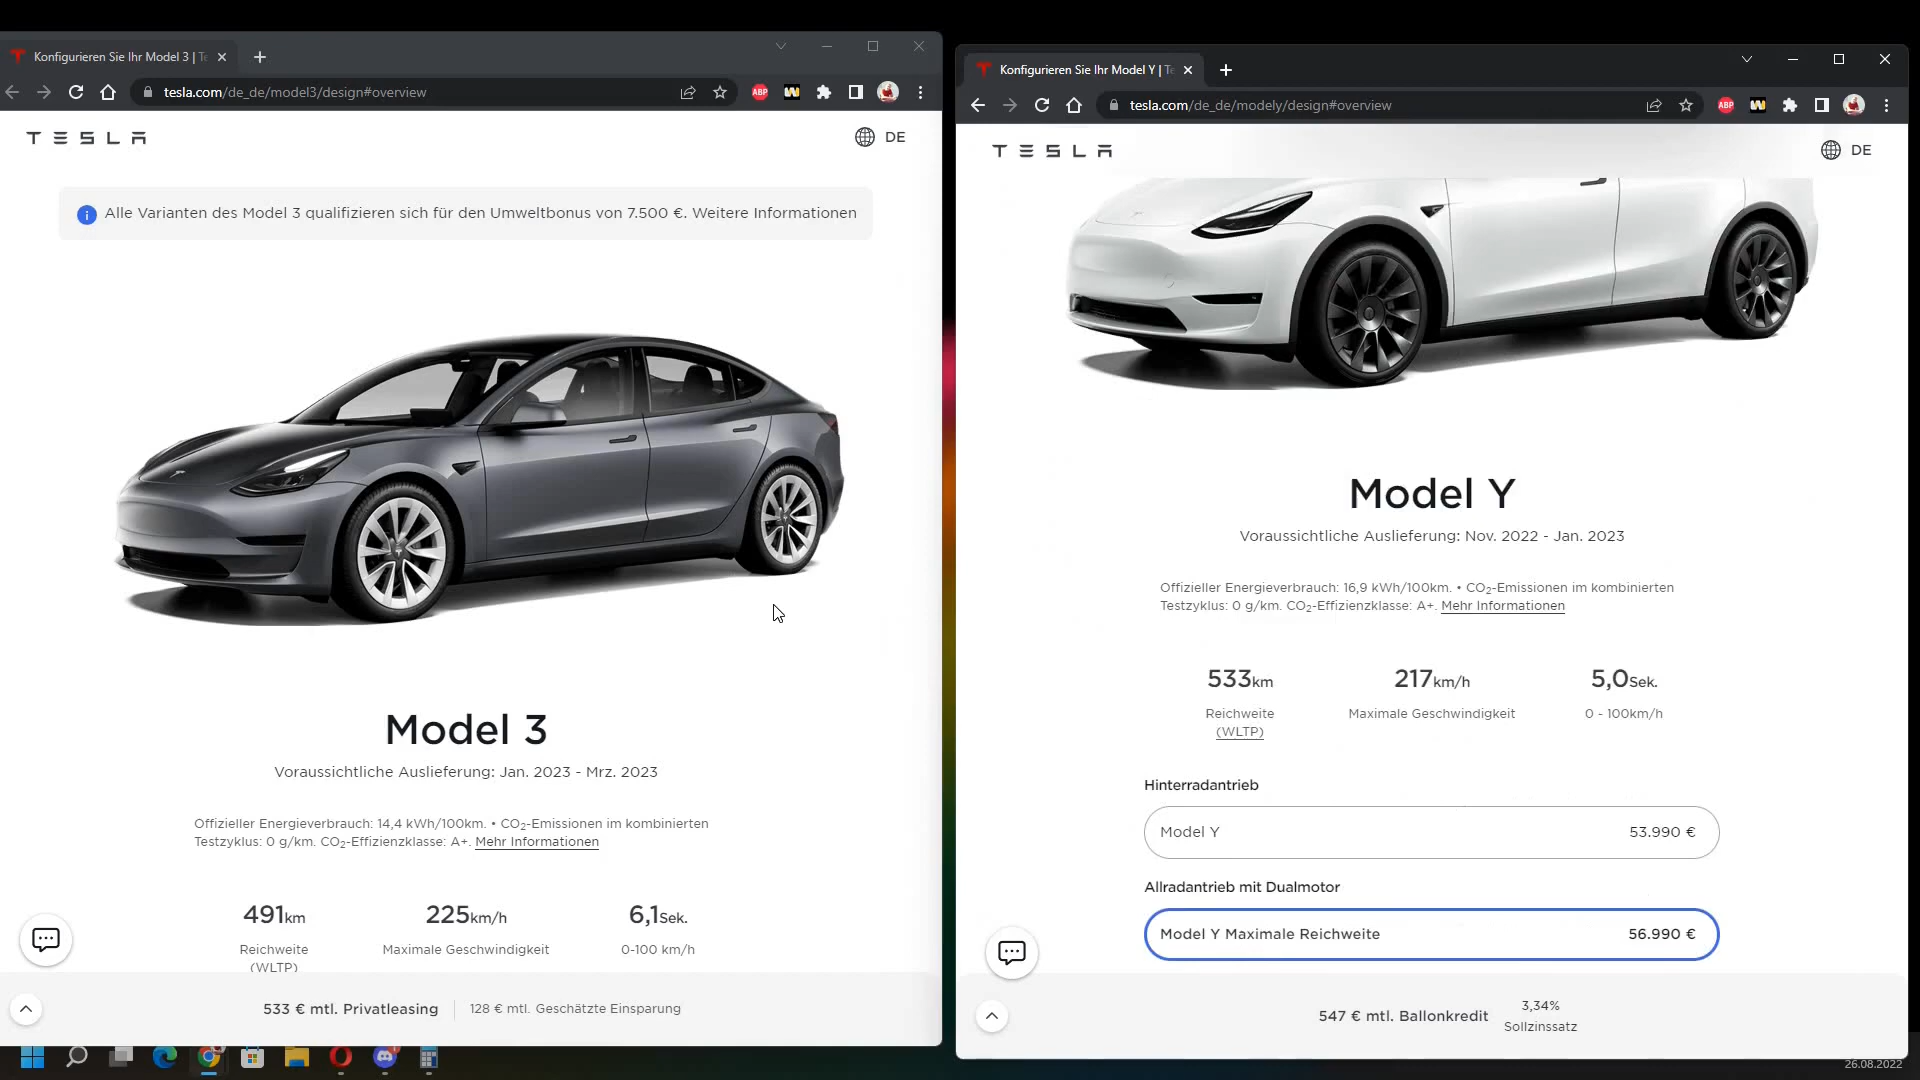 Konfigurieren Sie Ihr Model 3 | Te
tesla.com/de_de/model3/design#overview
ABP
TESLA
DE
Alle Varianten des Model 3 qualifizieren sich für den Umweltbonus von 7.500 €. Weitere Informationen
Model 3
Voraussichtliche Auslieferung: Jan. 2023 - Mrz. 2023
Offizieller Energieverbrauch: 14,4 kWh/100km. • CO₂-Emissionen im kombinierten
Testzyklus: 0 g/km. CO₂-Effizienzklasse: A+. Mehr Informationen
491km
225km/h
6,1Sek.
Reichweite
(WLTP)
Maximale Geschwindigkeit
0-100 km/h
533 € mtl. Privatleasing
128 € mtl. Geschätzte Einsparung
Konfigurieren Sie Ihr Model Y | Te
tesla.com/de_de/modely/design#overview
ABP
TESLA
DE
Model Y
Voraussichtliche Auslieferung: Nov. 2022 - Jan. 2023
Offizieller Energieverbrauch: 16,9 kWh/100km. • CO₂-Emissionen im kombinierten
Testzyklus: 0 g/km. CO₂-Effizienzklasse: A+. Mehr Informationen
533km
217km/h
5,0Sek.
Reichweite
(WLTP)
Maximale Geschwindigkeit
0 - 100km/h
Hinterradantrieb
Model Y 53.990 €
Allradantrieb mit Dualmotor
Model Y Maximale Reichweite 56.990 €
547 € mtl. Ballonkredit
3,34%
Sollzinssatz
26.08.2022